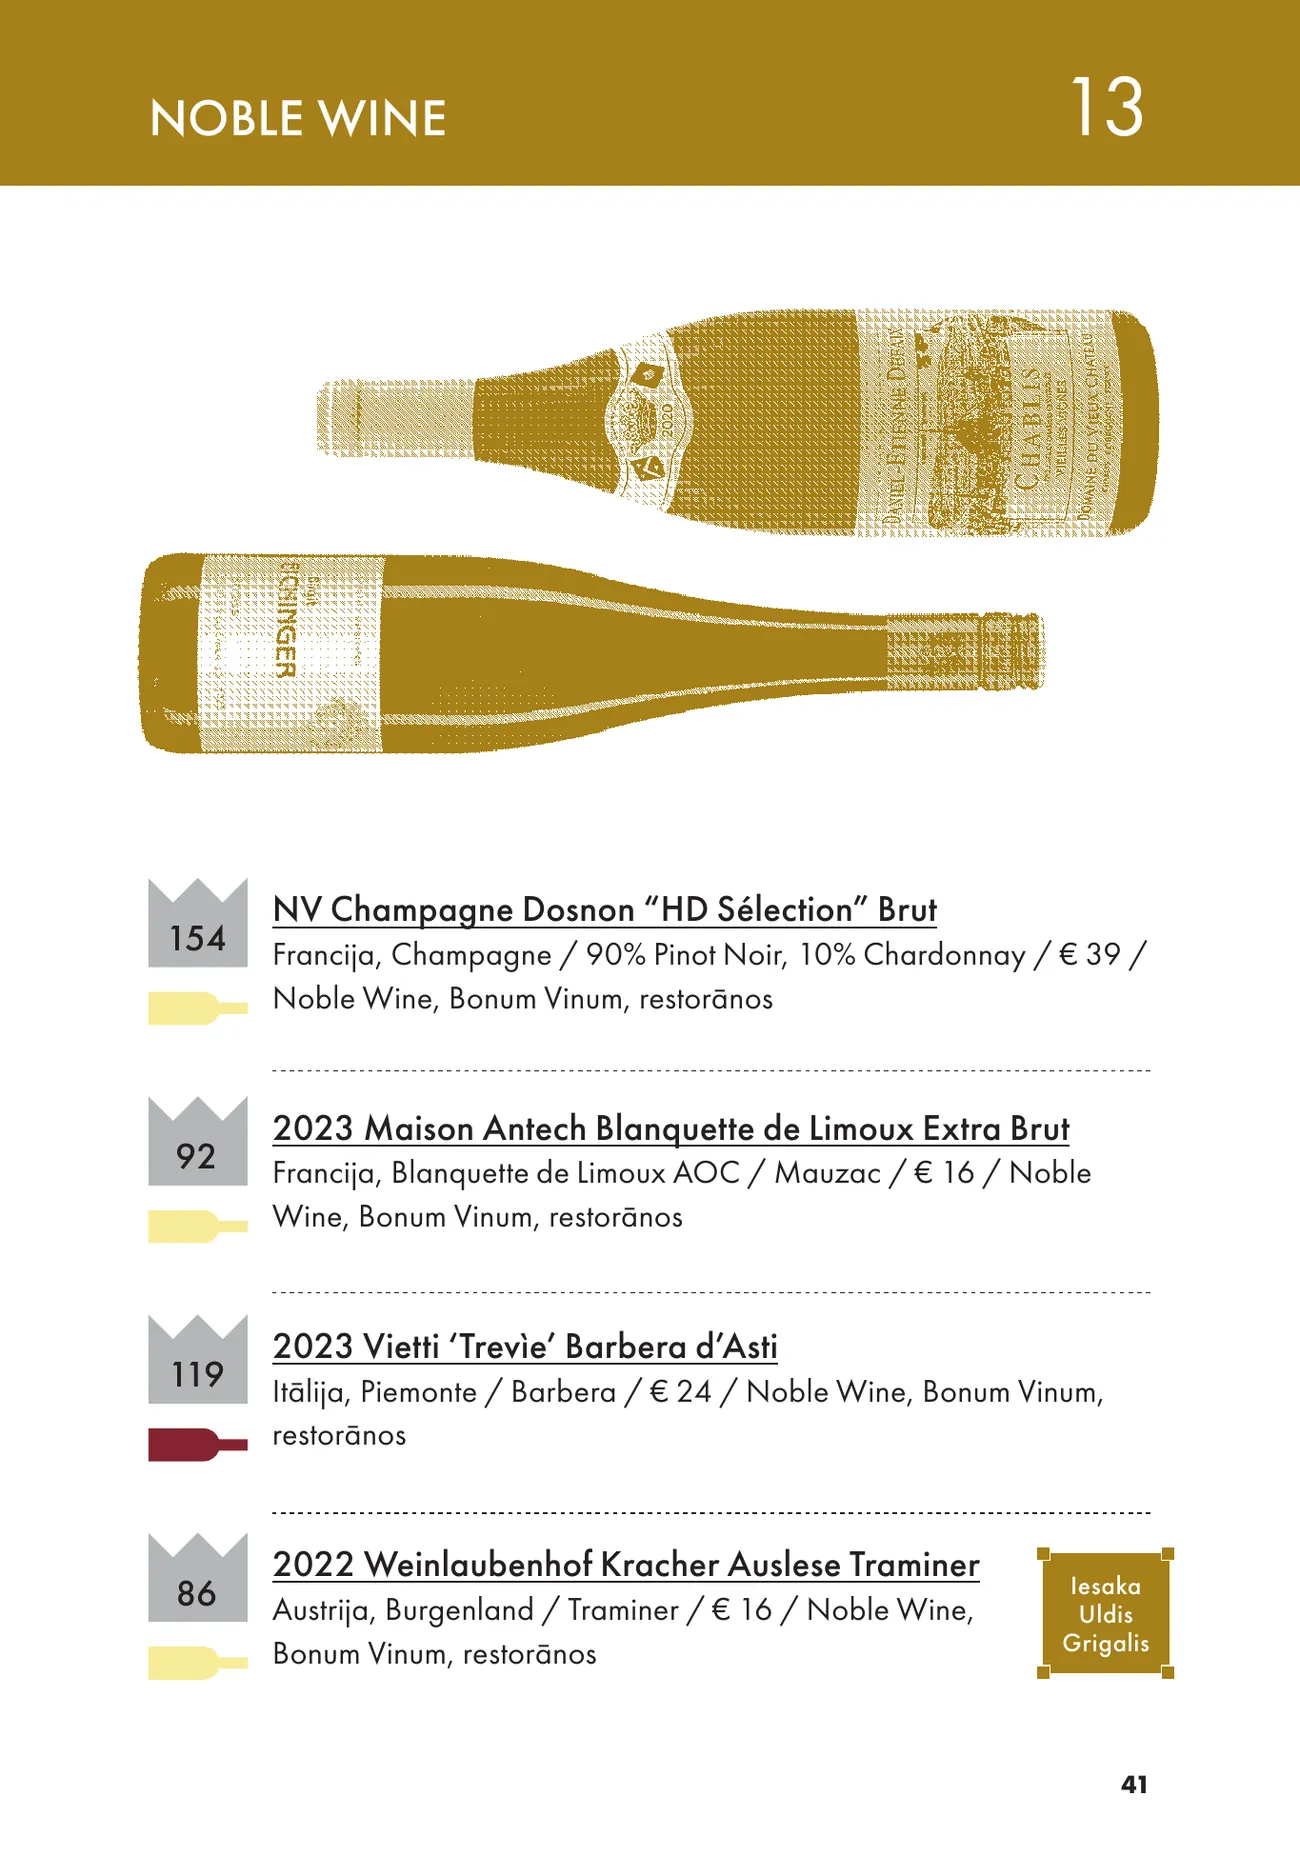 NOBLE WINE
13
DANIEL-ETIENNE DEFAIX
CHABLIS
VIEILLES VIGNES
DOMAINE DU VIEUX CHATEAU
2020
EICHINGER
154
NV Champagne Dosnon “HD Sélection” Brut
Francija, Champagne / 90% Pinot Noir, 10% Chardonnay / € 39 /
Noble Wine, Bonum Vinum, restorānos
92
2023 Maison Antech Blanquette de Limoux Extra Brut
Francija, Blanquette de Limoux AOC / Mauzac / € 16 / Noble
Wine, Bonum Vinum, restorānos
119
2023 Vietti ‘Trevìe’ Barbera d’Asti
Itālija, Piemonte / Barbera / € 24 / Noble Wine, Bonum Vinum,
restorānos
86
2022 Weinlaubenhof Kracher Auslese Traminer
Austrija, Burgenland / Traminer / € 16 / Noble Wine,
Bonum Vinum, restorānos
Iesaka
Uldis
Grigalis
41